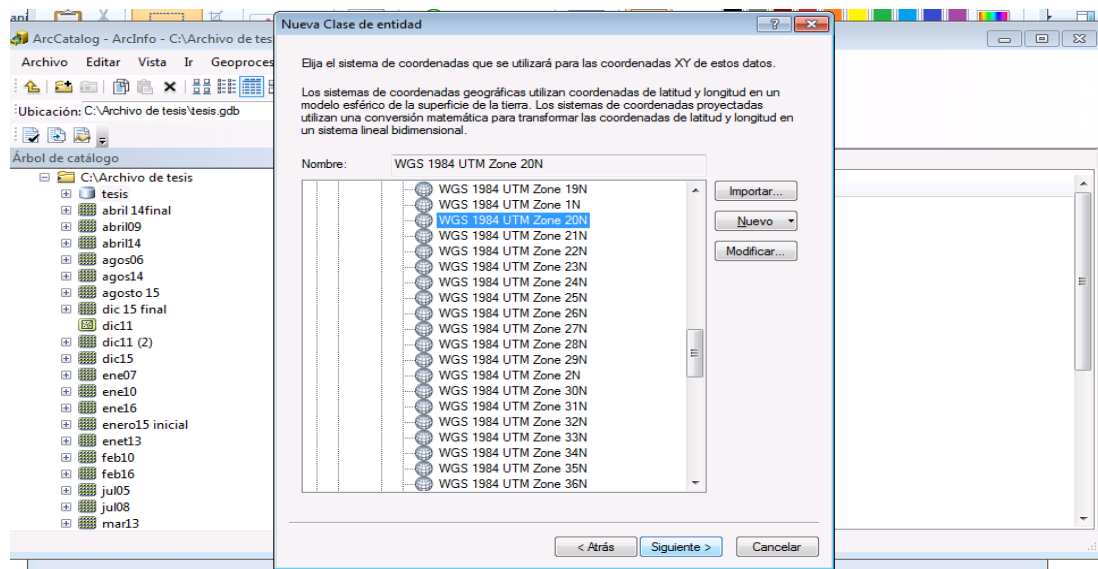 Nueva Clase de entidad
ArcCatalog - ArcInfo - C:\Archivo de tes
Archivo Editar Vista Ir Geoproces
Ubicación: C:\Archivo de tesis\tesis.gdb
Árbol de catálogo
C:\Archivo de tesis
tesis
abril 14final
abril09
abril14
agos06
agos14
agosto 15
dic 15 final
dic11
dic11 (2)
dic15
ene07
ene10
ene16
enero15 inicial
enet13
feb10
feb16
jul05
jul08
mar13
Elija el sistema de coordenadas que se utilizará para las coordenadas XY de estos datos.
Los sistemas de coordenadas geográficas utilizan coordenadas de latitud y longitud en un
modelo esférico de la superficie de la tierra. Los sistemas de coordenadas proyectadas
utilizan una conversión matemática para transformar las coordenadas de latitud y longitud en
un sistema lineal bidimensional.
Nombre: WGS 1984 UTM Zone 20N
WGS 1984 UTM Zone 19N
WGS 1984 UTM Zone 1N
WGS 1984 UTM Zone 20N
WGS 1984 UTM Zone 21N
WGS 1984 UTM Zone 22N
WGS 1984 UTM Zone 23N
WGS 1984 UTM Zone 24N
WGS 1984 UTM Zone 25N
WGS 1984 UTM Zone 26N
WGS 1984 UTM Zone 27N
WGS 1984 UTM Zone 28N
WGS 1984 UTM Zone 29N
WGS 1984 UTM Zone 2N
WGS 1984 UTM Zone 30N
WGS 1984 UTM Zone 31N
WGS 1984 UTM Zone 32N
WGS 1984 UTM Zone 33N
WGS 1984 UTM Zone 34N
WGS 1984 UTM Zone 35N
WGS 1984 UTM Zone 36N
Importar...
Nuevo
Modificar...
< Atrás Siguiente > Cancelar